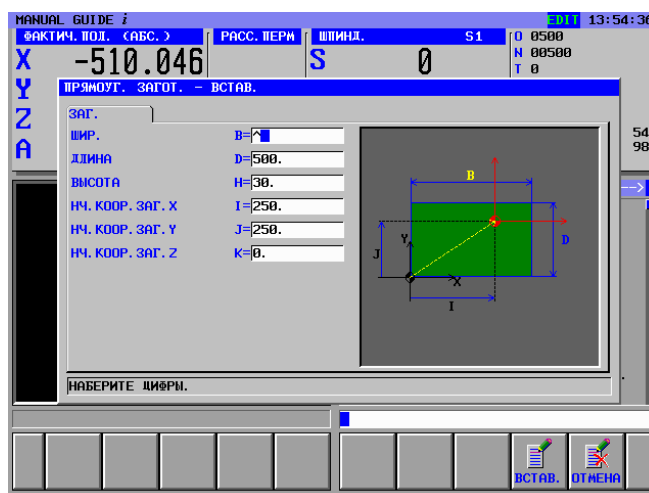 MANUAL GUIDE i EDIT 13:54:36
ФАКТИЧ.ПОЛ. (АБС.) РАСС.ПЕРМ ШПИНД. S1 O 0500
X -510.046 S 0 N 00500
T 0
Y
Z
A
54
98
-->
ПРЯМОУГ. ЗАГОТ. - ВСТАВ.
ЗАГ.
ШИР. B=^
ДЛИНА D=500.
ВЫСОТА H=30.
НЧ.КООР.ЗАГ.X I=250.
НЧ.КООР.ЗАГ.Y J=250.
НЧ.КООР.ЗАГ.Z K=0.
B
D
Y
J
X
I
НАБЕРИТЕ ЦИФРЫ.
ВСТАВ. ОТМЕНА